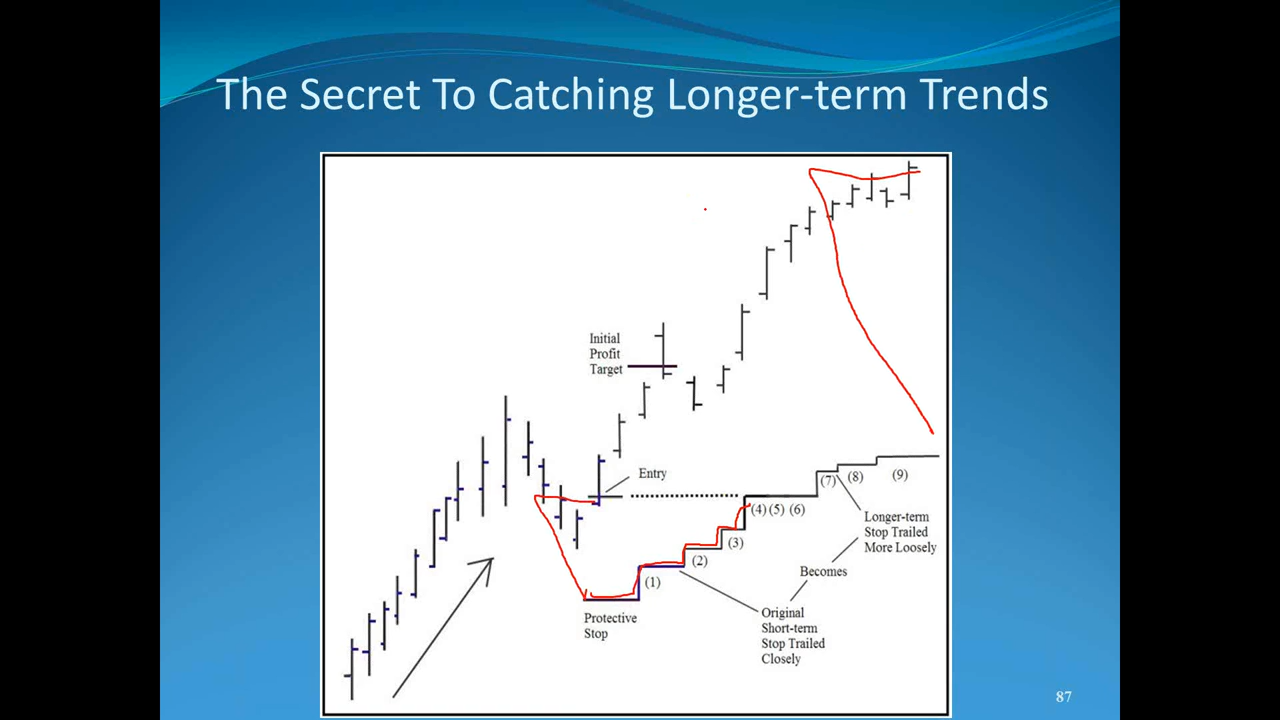 The Secret To Catching Longer-term Trends
Initial
Profit
Target
Entry
(1)
(2)
(3)
(4) (5) (6)
(7)
(8)
(9)
Longer-term
Stop Trailed
More Loosely
Becomes
Original
Short-term
Stop Trailed
Closely
Protective
Stop
87